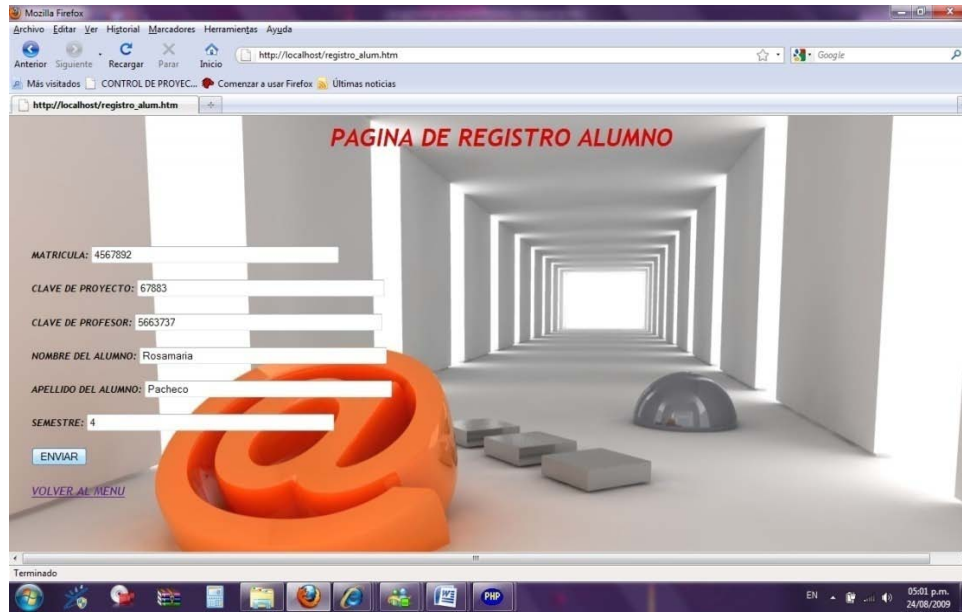 Mozilla Firefox
Archivo Editar Ver Historial Marcadores Herramientas Ayuda
Anterior Siguiente Recargar Parar Inicio
http://localhost/registro_alum.htm
Google
Más visitados CONTROL DE PROYEC... Comenzar a usar Firefox Últimas noticias
http://localhost/registro_alum.htm
PAGINA DE REGISTRO ALUMNO
MATRICULA: 4567892
CLAVE DE PROYECTO: 67883
CLAVE DE PROFESOR: 5663737
NOMBRE DEL ALUMNO: Rosamaria
APELLIDO DEL ALUMNO: Pacheco
SEMESTRE: 4
ENVIAR
VOLVER AL MENU
Terminado
PHP
EN
05:01 p.m.
24/08/2009